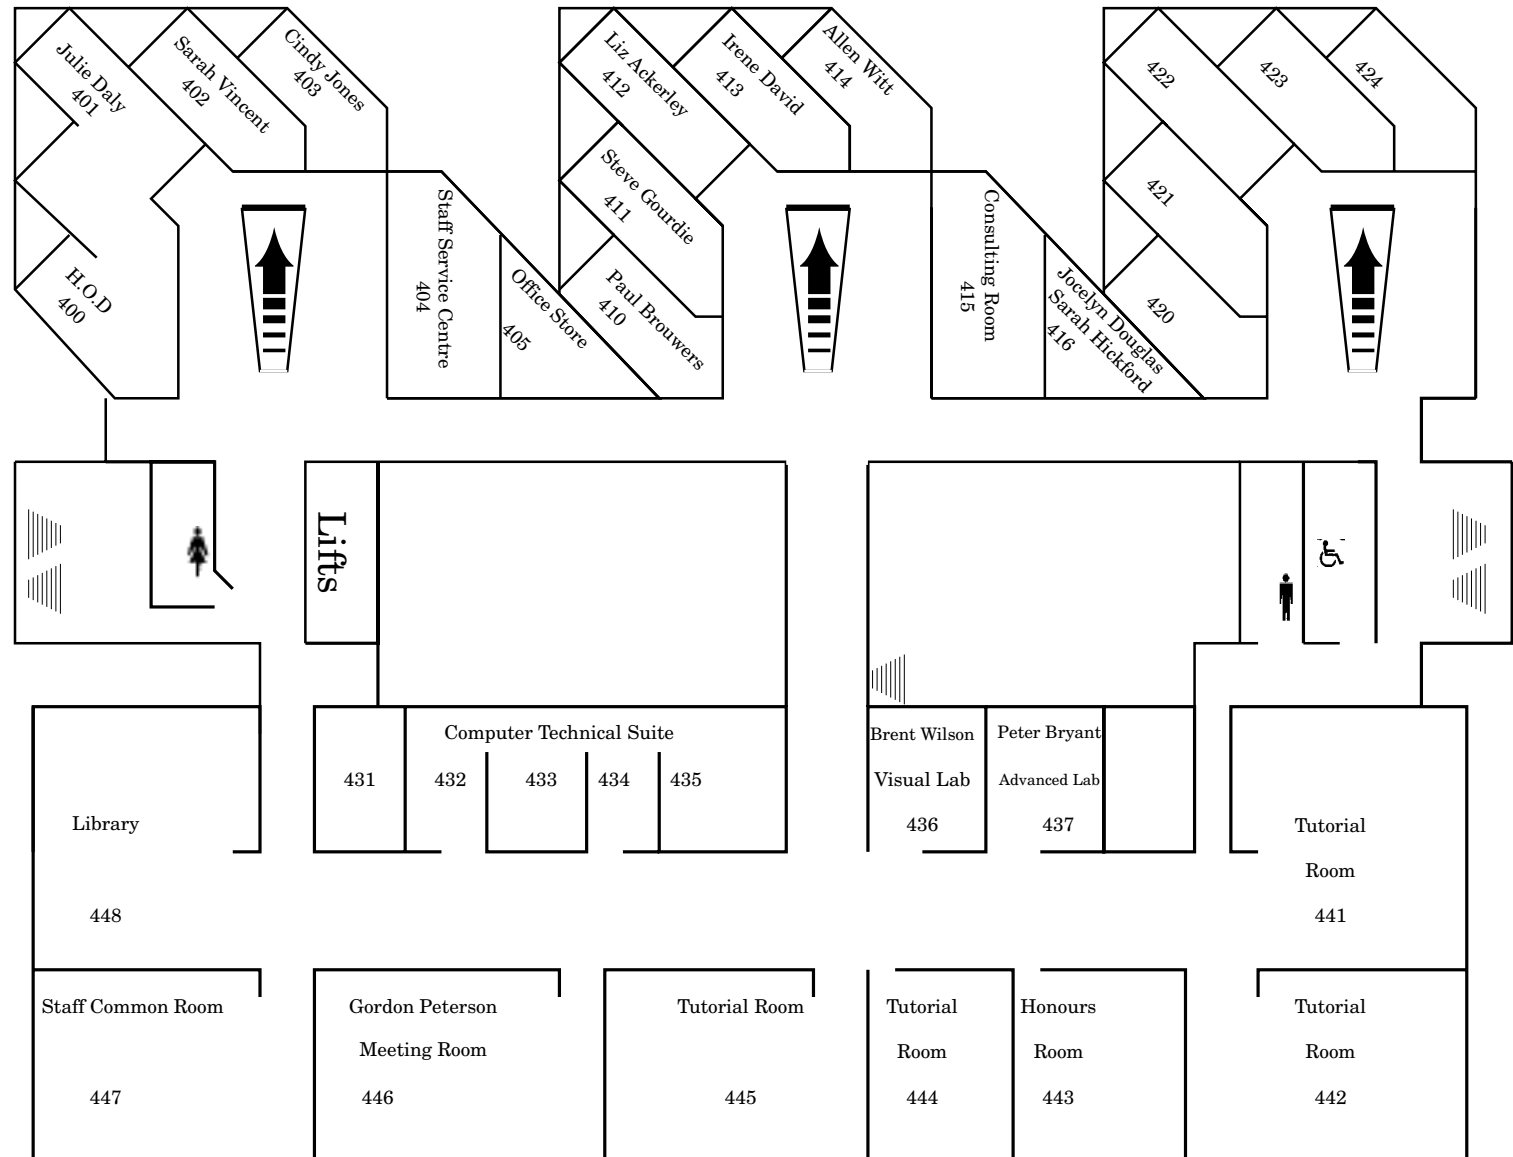 Julie Daly
401
Sarah Vincent
402
Cindy Jones
403
Liz Ackerley
412
Irene David
413
Allen Witt
414
422
423
424
Steve Gourdie
411
421
Staff Service Centre
404
Consulting Room
415
H.O.D
400
Office Store
405
Paul Brouwers
410
Jocelyn Douglas
Sarah Hickford
416
420
Lifts
Computer Technical Suite
431
432
433
434
435
Brent Wilson
Visual Lab
436
Peter Bryant
Advanced Lab
437
Library
448
Tutorial
Room
441
Staff Common Room
447
Gordon Peterson
Meeting Room
446
Tutorial Room
445
Tutorial
Room
444
Honours
Room
443
Tutorial
Room
442